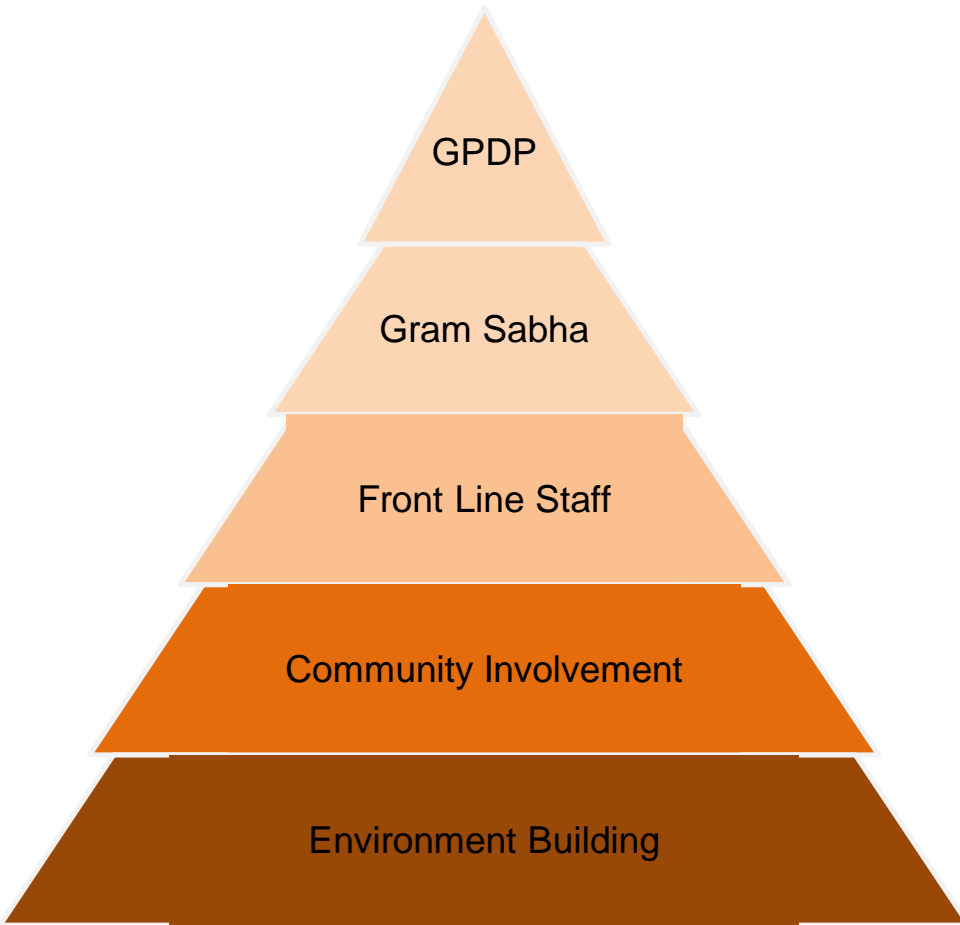 GPDP
Gram Sabha
Front Line Staff
Community Involvement
Environment Building